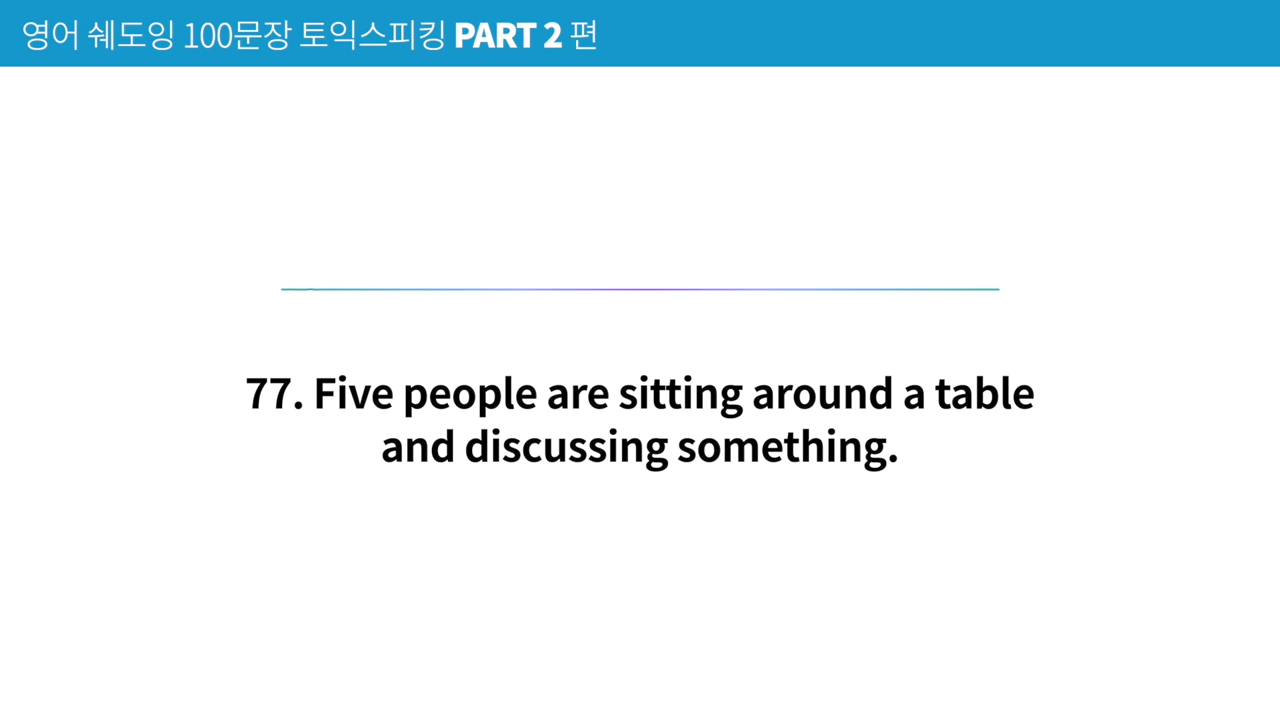 영어 쉐도잉 100문장 토익스피킹 PART 2 편
77. Five people are sitting around a table
and discussing something.